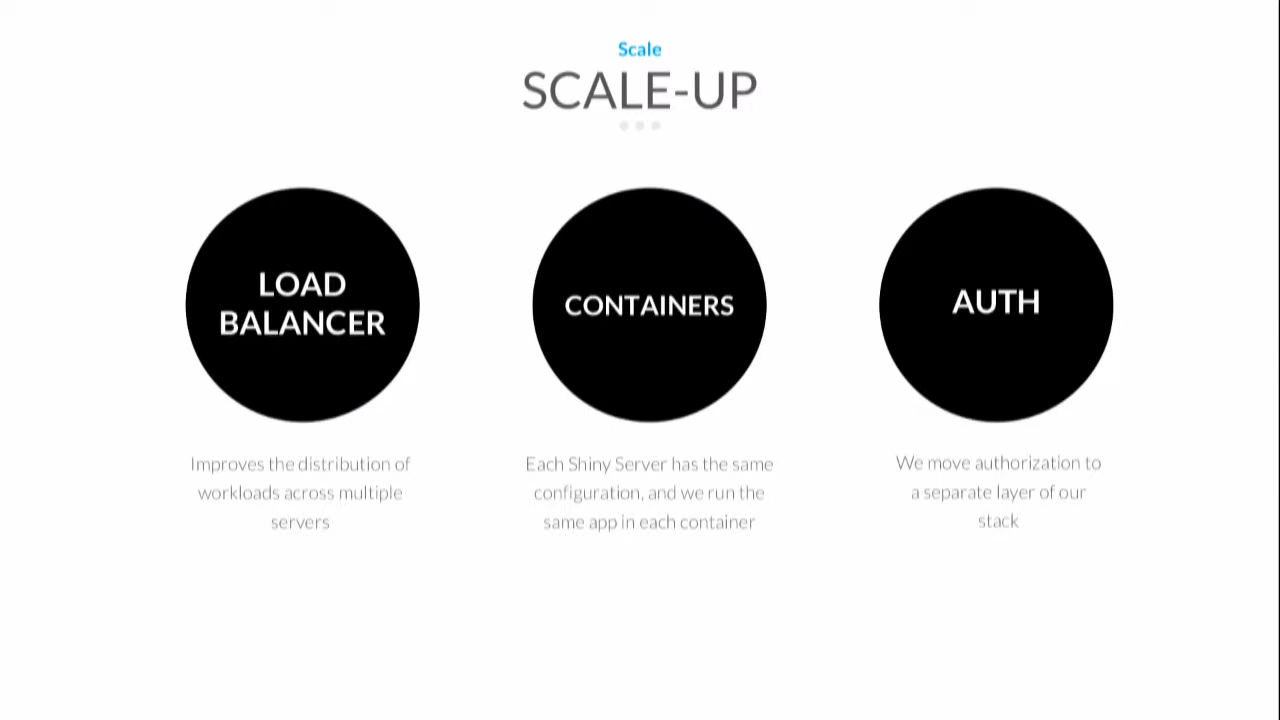 Scale
SCALE-UP
LOAD
BALANCER
CONTAINERS
AUTH
Improves the distribution of
workloads across multiple
servers
Each Shiny Server has the same
configuration, and we run the
same app in each container
We move authorization to
a separate layer of our
stack